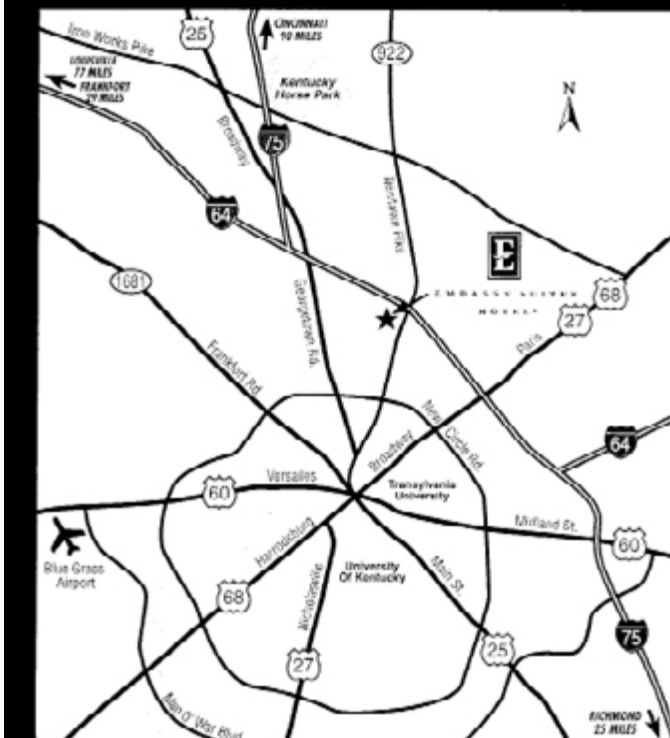 CINCINNATI
90 MILES
25
Iron Works Pike
922
LOUISVILLE
77 MILES
FRANKFORT
29 MILES
Kentucky
Horse Park
N
Broadway
75
64
Newtown Pike
E
1681
EMBASSY SUITES
HOTEL
68
27
Georgetown Rd.
Paris
Frankfort Rd.
New Circle Rd.
Broadway
64
Versailles
60
Transylvania
University
Midland St.
60
Harrodsburg
Blue Grass
Airport
University
Of Kentucky
Main St.
Nicholasville
68
75
25
27
Man O' War Blvd.
RICHMOND
25 MILES